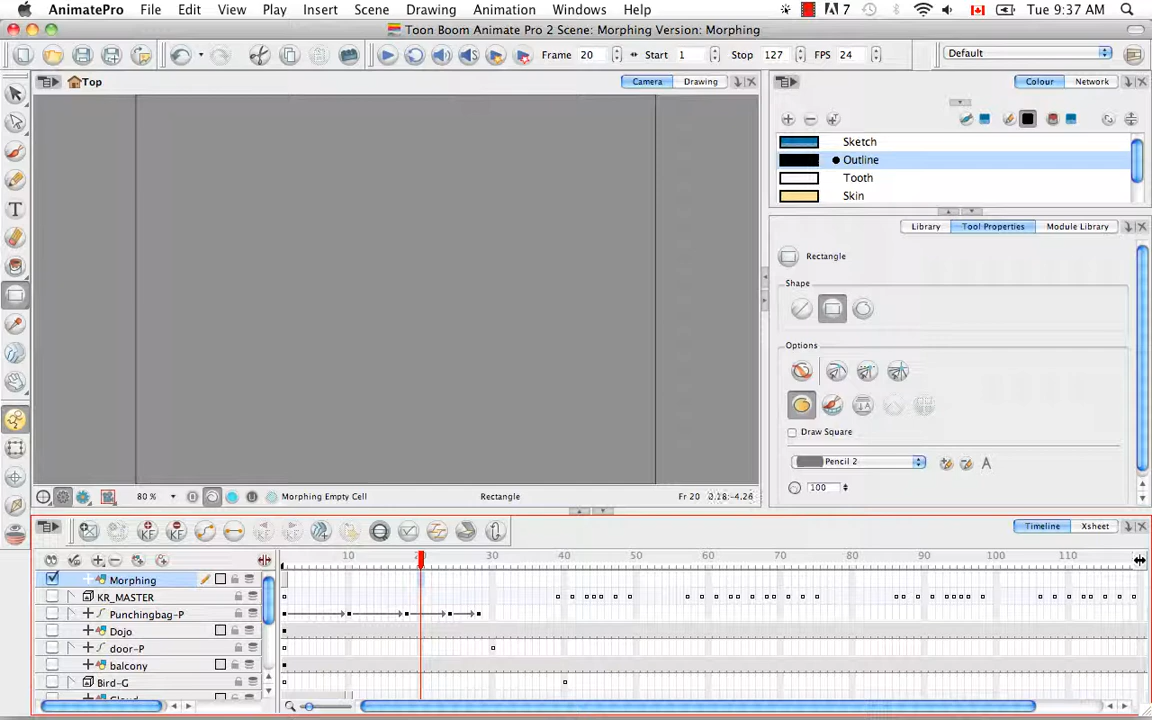 AnimatePro File Edit View Play Insert Scene Drawing Animation Windows Help 7 Tue 9:37 AM
Toon Boom Animate Pro 2 Scene: Morphing Version: Morphing
Frame 20 Start 1 Stop 127 FPS 24 Default
Top Camera Drawing Colour Network
Sketch
Outline
Tooth
Skin
Library Tool Properties Module Library
Rectangle
Shape
Options
Draw Square
Pencil 2
100
80 % Morphing Empty Cell Rectangle Fr 20 0.18;-4.26
Timeline Xsheet
10 30 40 50 60 70 80 90 100 110
Morphing
KR_MASTER
Punchingbag-P
Dojo
door-P
balcony
Bird-G